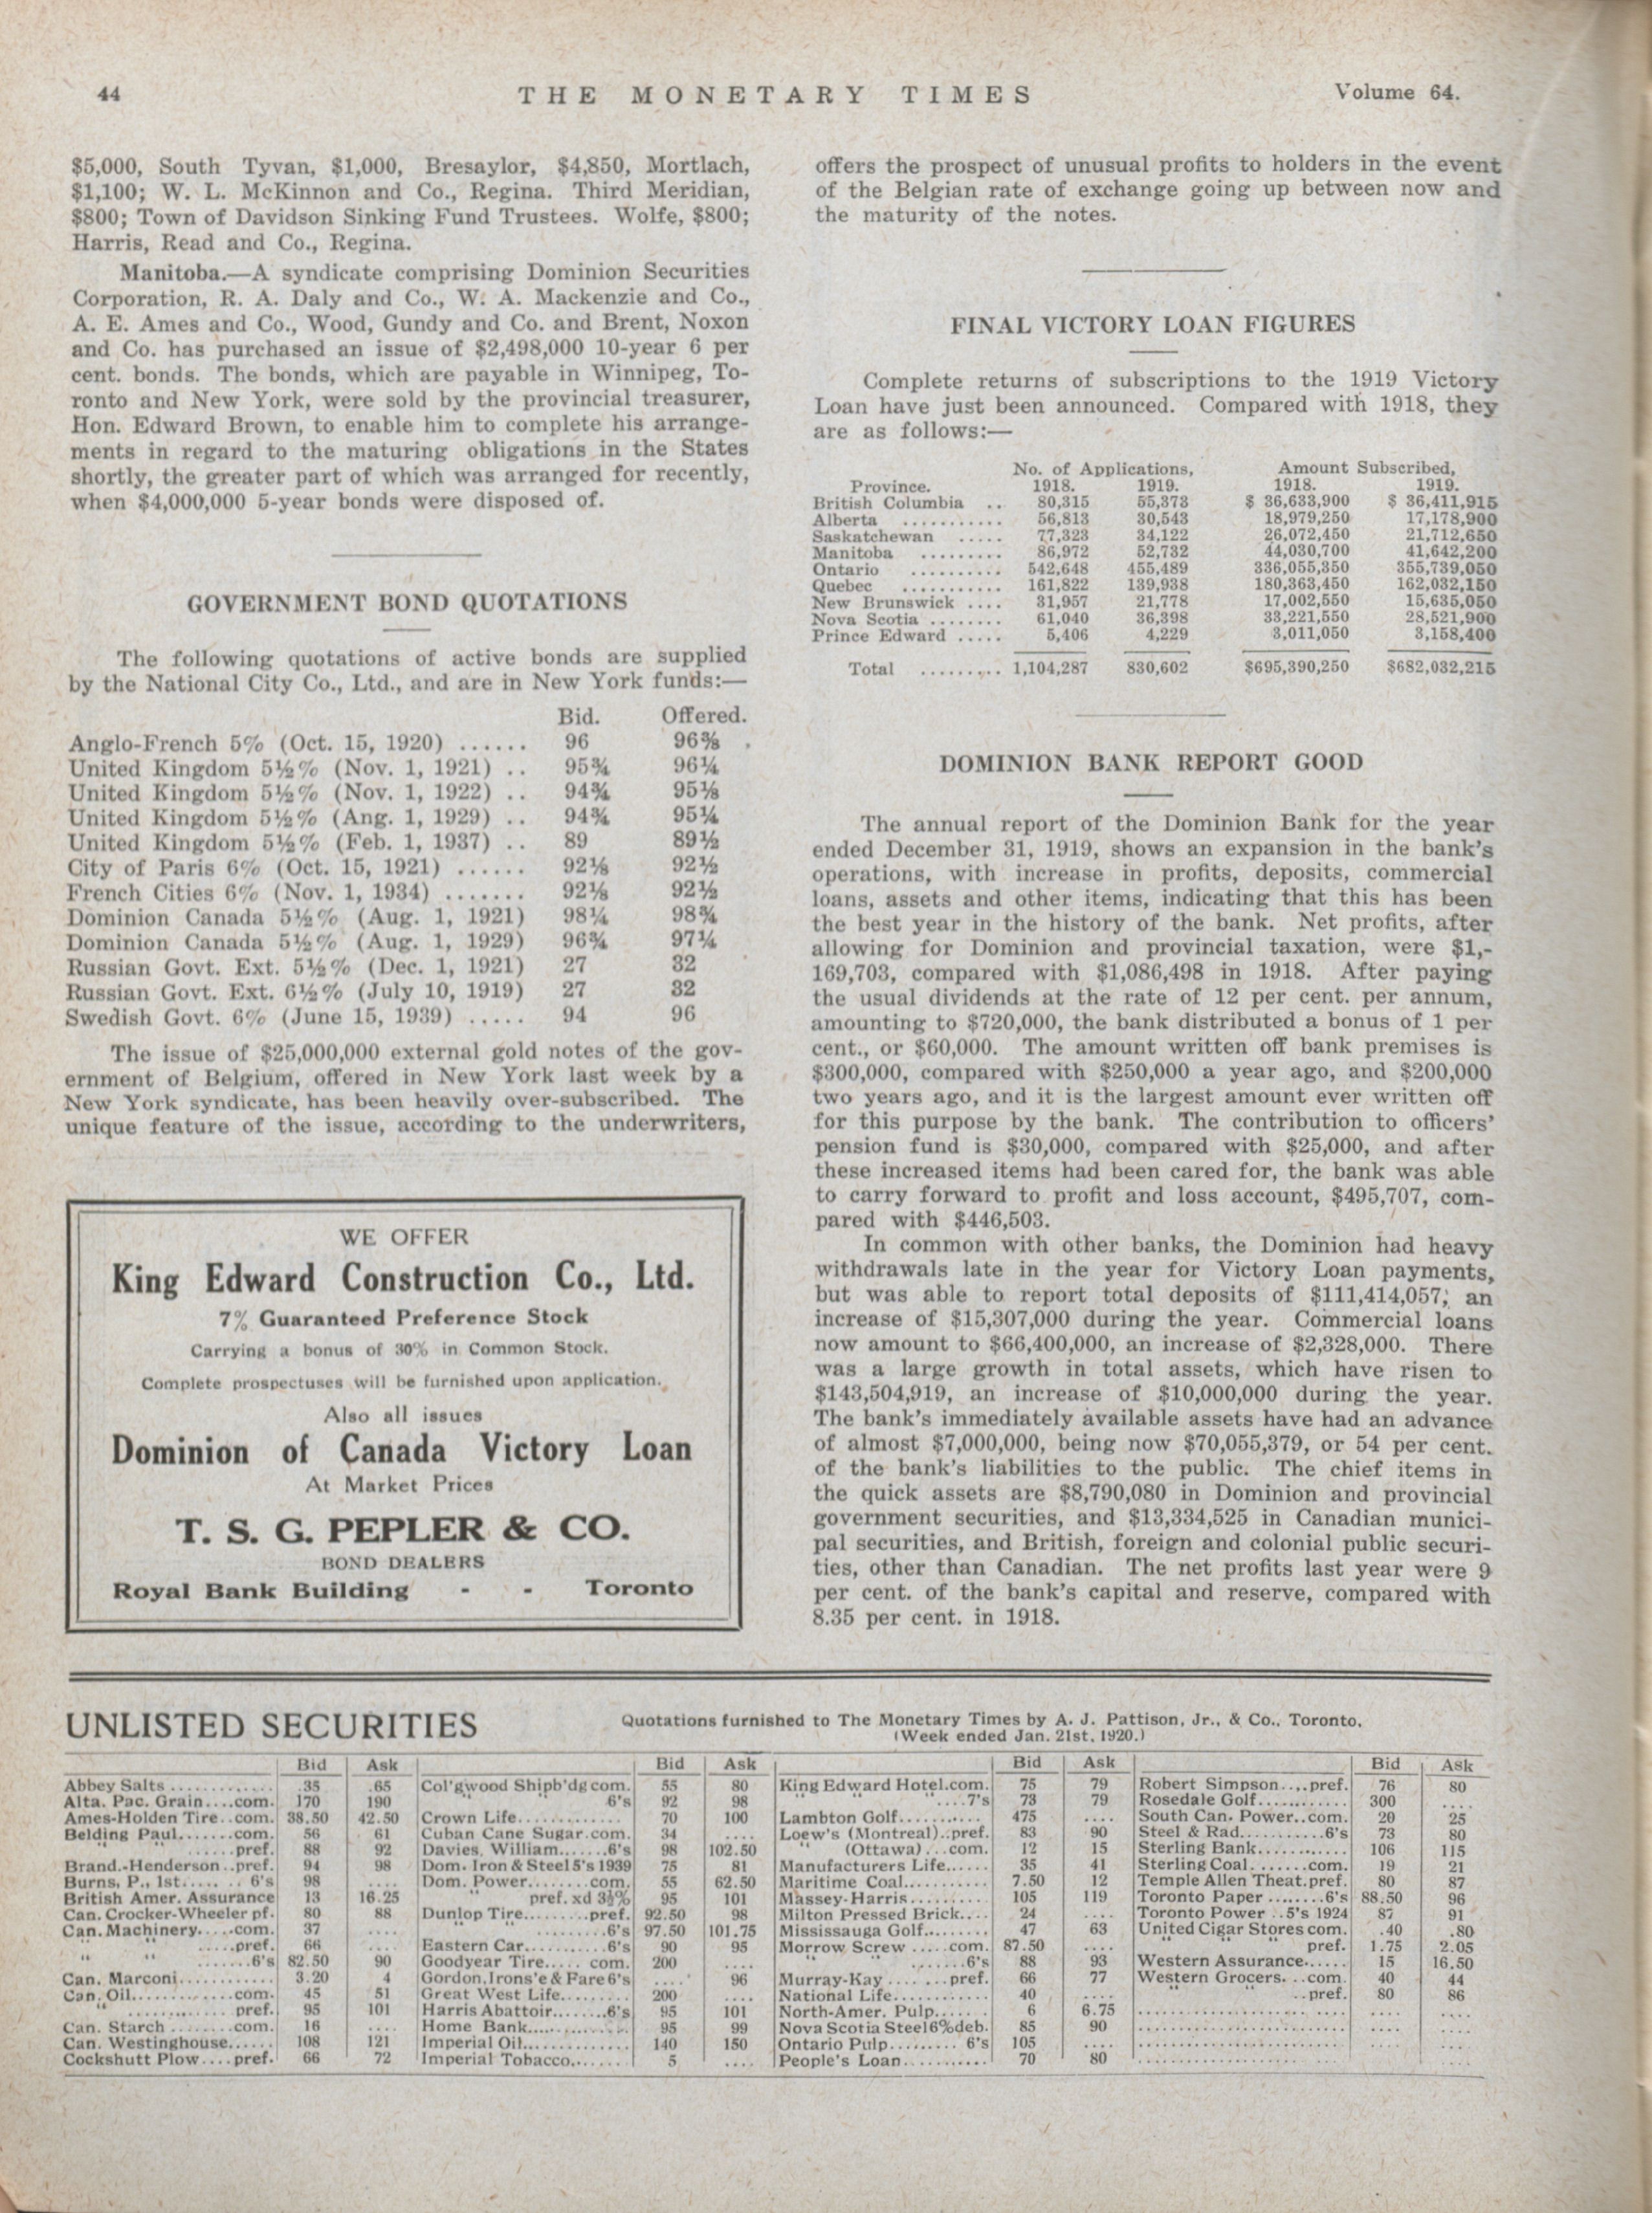 44
THE MONETARY TIMES
Volume 64.
$5,000, South Tyvan, $1,000, Bresaylor, $4,850, Mortlach,
$1,100; W. L. McKinnon and Co., Regina. Third Meridian,
$800; Town of Davidson Sinking Fund Trustees. Wolfe, $800;
Harris, Read and Co., Regina.
Manitoba.—A syndicate comprising Dominion Securities
Corporation, R. A. Daly and Co., W. A. Mackenzie and Co.,
A. E. Ames and Co., Wood, Gundy and Co. and Brent, Noxon
and Co. has purchased an issue of $2,498,000 10-year 6 per
cent. bonds. The bonds, which are payable in Winnipeg, To-
ronto and New York, were sold by the provincial treasurer,
Hon. Edward Brown, to enable him to complete his arrange-
ments in regard to the maturing obligations in the States
shortly, the greater part of which was arranged for recently,
when $4,000,000 5-year bonds were disposed of.
GOVERNMENT BOND QUOTATIONS
The following quotations of active bonds are supplied
by the National City Co., Ltd., and are in New York funds:—
Bid. Offered.
Anglo-French 5% (Oct. 15, 1920) ...... 96 96⅜
United Kingdom 5½% (Nov. 1, 1921) .. 95¾ 96¼
United Kingdom 5½% (Nov. 1, 1922) .. 94¾ 95⅛
United Kingdom 5½% (Ang. 1, 1929) .. 94¾ 95¼
United Kingdom 5½% (Feb. 1, 1937) .. 89 89½
City of Paris 6% (Oct. 15, 1921) ...... 92⅛ 92½
French Cities 6% (Nov. 1, 1934) ....... 92⅛ 92½
Dominion Canada 5½% (Aug. 1, 1921) 98¼ 98¾
Dominion Canada 5½% (Aug. 1, 1929) 96¾ 97¼
Russian Govt. Ext. 5½% (Dec. 1, 1921) 27 32
Russian Govt. Ext. 6½% (July 10, 1919) 27 32
Swedish Govt. 6% (June 15, 1939) ..... 94 96
The issue of $25,000,000 external gold notes of the gov-
ernment of Belgium, offered in New York last week by a
New York syndicate, has been heavily over-subscribed. The
unique feature of the issue, according to the underwriters,
WE OFFER
King Edward Construction Co., Ltd.
7% Guaranteed Preference Stock
Carrying a bonus of 30% in Common Stock.
Complete prospectuses will be furnished upon application.
Also all issues
Dominion of Canada Victory Loan
At Market Prices
T. S. G. PEPLER & CO.
BOND DEALERS
Royal Bank Building - - Toronto
offers the prospect of unusual profits to holders in the event
of the Belgian rate of exchange going up between now and
the maturity of the notes.
FINAL VICTORY LOAN FIGURES
Complete returns of subscriptions to the 1919 Victory
Loan have just been announced. Compared with 1918, they
are as follows:—
No. of Applications, Amount Subscribed,
Province. 1918. 1919. 1918. 1919.
British Columbia .. 80,315 55,373 $ 36,633,900 $ 36,411,915
Alberta ........... 56,813 30,543 18,979,250 17,178,900
Saskatchewan ..... 77,323 34,122 26,072,450 21,712,650
Manitoba ......... 86,972 52,732 44,030,700 41,642,200
Ontario .......... 542,648 455,489 336,055,350 355,739,050
Quebec ........... 161,822 139,938 180,363,450 162,032,150
New Brunswick .... 31,957 21,778 17,002,550 15,635,050
Nova Scotia ........ 61,040 36,398 33,221,550 28,521,900
Prince Edward ..... 5,406 4,229 3,011,050 3,158,400
Total ......... 1,104,287 830,602 $695,390,250 $682,032,215
DOMINION BANK REPORT GOOD
The annual report of the Dominion Bank for the year
ended December 31, 1919, shows an expansion in the bank's
operations, with increase in profits, deposits, commercial
loans, assets and other items, indicating that this has been
the best year in the history of the bank. Net profits, after
allowing for Dominion and provincial taxation, were $1,-
169,703, compared with $1,086,498 in 1918. After paying
the usual dividends at the rate of 12 per cent. per annum,
amounting to $720,000, the bank distributed a bonus of 1 per
cent., or $60,000. The amount written off bank premises is
$300,000, compared with $250,000 a year ago, and $200,000
two years ago, and it is the largest amount ever written off
for this purpose by the bank. The contribution to officers'
pension fund is $30,000, compared with $25,000, and after
these increased items had been cared for, the bank was able
to carry forward to profit and loss account, $495,707, com-
pared with $446,503.
In common with other banks, the Dominion had heavy
withdrawals late in the year for Victory Loan payments,
but was able to report total deposits of $111,414,057; an
increase of $15,307,000 during the year. Commercial loans
now amount to $66,400,000, an increase of $2,328,000. There
was a large growth in total assets, which have risen to
$143,504,919, an increase of $10,000,000 during the year.
The bank's immediately available assets have had an advance
of almost $7,000,000, being now $70,055,379, or 54 per cent.
of the bank's liabilities to the public. The chief items in
the quick assets are $8,790,080 in Dominion and provincial
government securities, and $13,334,525 in Canadian munici-
pal securities, and British, foreign and colonial public securi-
ties, other than Canadian. The net profits last year were 9
per cent. of the bank's capital and reserve, compared with
8.35 per cent. in 1918.
UNLISTED SECURITIES
Quotations furnished to The Monetary Times by A. J. Pattison, Jr., & Co., Toronto.
(Week ended Jan. 21st, 1920.)
Bid Ask
Abbey Salts ............. .35 .65
Alta. Pac. Grain....com. 170 190
Ames-Holden Tire..com. 38.50 42.50
Belding Paul.......com. 56 61
" ......pref. 88 92
Brand.-Henderson..pref. 94 98
Burns, P., 1st..... .. 6's 98 ....
British Amer. Assurance 13 16.25
Can. Crocker-Wheeler pf. 80 88
Can. Machinery.....com. 37 ....
" " .....pref. 66 ....
.......6's 82.50 90
Can. Marconi............ 3.20 4
Can. Oil............com. 45 51
" ............ pref. 95 101
Can. Starch ........com. 16 ....
Can. Westinghouse...... 108 121
Cockshutt Plow....pref. 66 72
Bid Ask
Col'gwood Shipb'dg com. 55 80
" " 6's 92 98
Crown Life............. 70 100
Cuban Cane Sugar.com. 34 ....
Davies, William.......6's 98 102.50
Dom. Iron & Steel 5's 1939 75 81
Dom. Power........com. 55 62.50
" pref. xd 3½% 95 101
Dunlop Tire.........pref. 92.50 98
" " .........6's 97.50 101.75
Eastern Car...........6's 90 95
Goodyear Tire..... com. 200 ....
Gordon, Irons'e & Fare 6's .... 96
Great West Life......... 200 ....
Harris Abattoir........6's 95 101
Home Bank............. 95 99
Imperial Oil.............. 140 150
Imperial Tobacco....... 5 ....
Bid Ask
King Edward Hotel.com. 75 79
" " ....7's 73 79
Lambton Golf........... 475 ....
Loew's (Montreal)..pref. 83 90
" (Ottawa)...com. 12 15
Manufacturers Life...... 35 41
Maritime Coal........... 7.50 12
Massey-Harris.......... 105 119
Milton Pressed Brick.... 24 ....
Mississauga Golf......... 47 63
Morrow Screw .....com. 87.50 ....
" " .......6's 88 93
Murray-Kay .... ...pref. 66 77
National Life............ 40 ....
North-Amer. Pulp..... . 6 6.75
Nova Scotia Steel 6% deb. 85 90
Ontario Pulp......... 6's 105 ....
People's Loan........... 70 80
Bid Ask
Robert Simpson....pref. 76 80
Rosedale Golf............ 300 ....
South Can. Power..com. 20 25
Steel & Rad...........6's 73 80
Sterling Bank............ 106 115
Sterling Coal. ......com. 19 21
Temple Allen Theat.pref. 80 87
Toronto Paper ........6's 88.50 96
Toronto Power ..5's 1924 87 91
United Cigar Stores com. .40 .80
" " pref. 1.75 2.05
Western Assurance...... 15 16.50
Western Grocers. ..com. 40 44
" " ..pref. 80 86